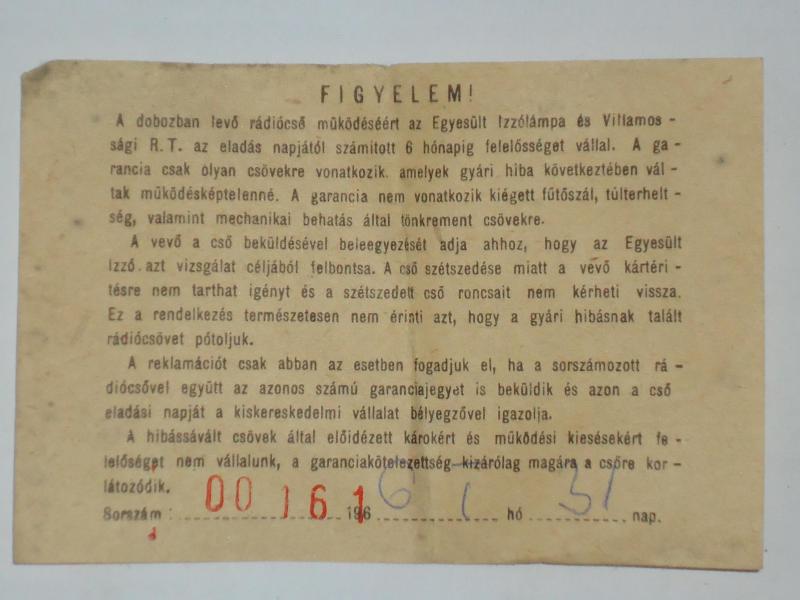 FIGYELEM!
A dobozban levő rádiócső működéséért az Egyesült Izzólámpa és Villamos -
sági R.T. az eladás napjától számitott 6 hónapig felelősséget vállal. A ga -
rancia csak olyan csövekre vonatkozik. amelyek gyári hiba következtében vál -
tak működésképtelenné. A garancia nem vonatkozik kiégett fűtőszál, túlterhelt -
ség, valamint mechanikai behatás által tönkrement csövekre.
A vevő a cső beküldésével beleegyezését adja ahhoz, hogy az Egyesült
Izzó azt vizsgálat céljából felbontsa. A cső szétszedése miatt a vevő kártéri -
tésre nem tarthat igényt és a szétszedett cső roncsait nem kérheti vissza.
Ez a rendelkezés természetesen nem érinti azt, hogy a gyári hibásnak talált
rádiócsövet pótoljuk.
A reklamációt csak abban az esetben fogadjuk el, ha a sorszámozott rá -
diócsővel együtt az azonos számú garanciajegyet is beküldik és azon a cső
eladási napját a kiskereskedelmi vállalat bélyegzővel igazolja.
A hibássávált csövek által előidézett károkért és működési kiesésekért fe -
lelőséget nem vállalunk, a garanciakötelezettség kizárólag magára a csőre kor -
látozódik.
Sorszám : 00161 196 6 1 hó 31 nap.